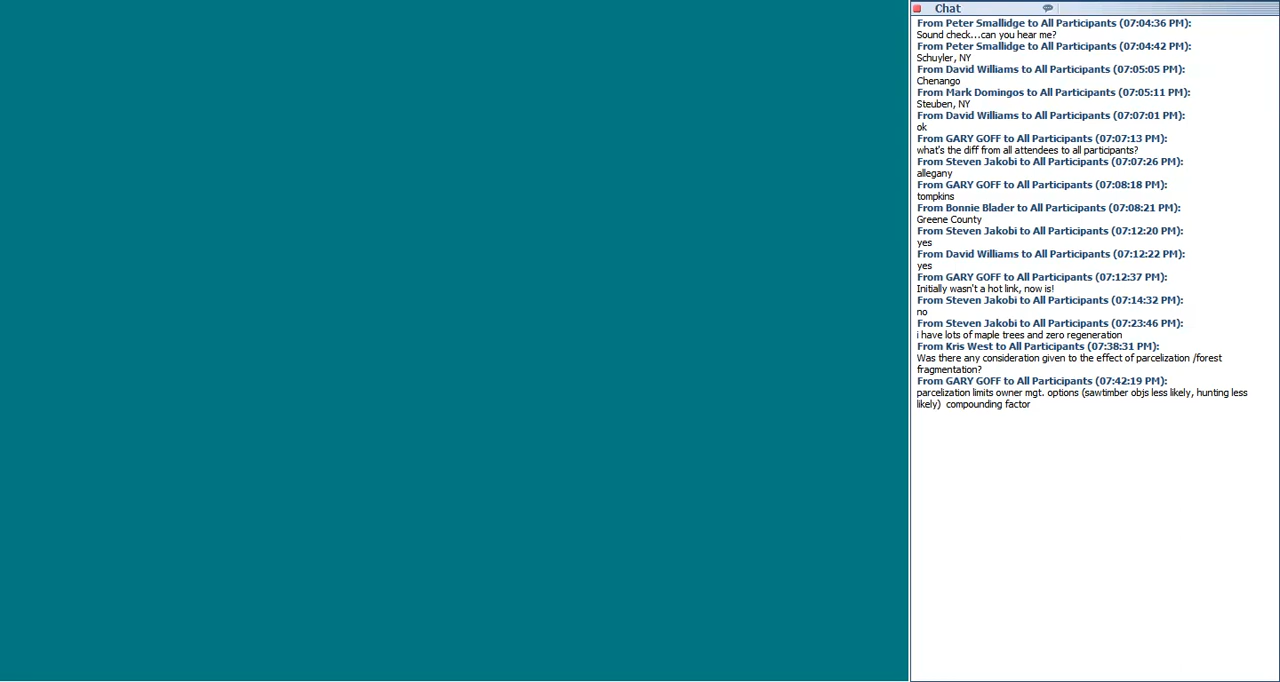 Chat
From Peter Smallidge to All Participants (07:04:36 PM):
Sound check...can you hear me?
From Peter Smallidge to All Participants (07:04:42 PM):
Schuyler, NY
From David Williams to All Participants (07:05:05 PM):
Chenango
From Mark Domingos to All Participants (07:05:11 PM):
Steuben, NY
From David Williams to All Participants (07:07:01 PM):
ok
From GARY GOFF to All Participants (07:07:13 PM):
what's the diff from all attendees to all participants?
From Steven Jakobi to All Participants (07:07:26 PM):
allegany
From GARY GOFF to All Participants (07:08:18 PM):
tompkins
From Bonnie Blader to All Participants (07:08:21 PM):
Greene County
From Steven Jakobi to All Participants (07:12:20 PM):
yes
From David Williams to All Participants (07:12:22 PM):
yes
From GARY GOFF to All Participants (07:12:37 PM):
Initially wasn't a hot link, now is!
From Steven Jakobi to All Participants (07:14:32 PM):
no
From Steven Jakobi to All Participants (07:23:46 PM):
i have lots of maple trees and zero regeneration
From Kris West to All Participants (07:38:31 PM):
Was there any consideration given to the effect of parcelization /forest
fragmentation?
From GARY GOFF to All Participants (07:42:19 PM):
parcelization limits owner mgt. options (sawtimber objs less likely, hunting less
likely)  compounding factor